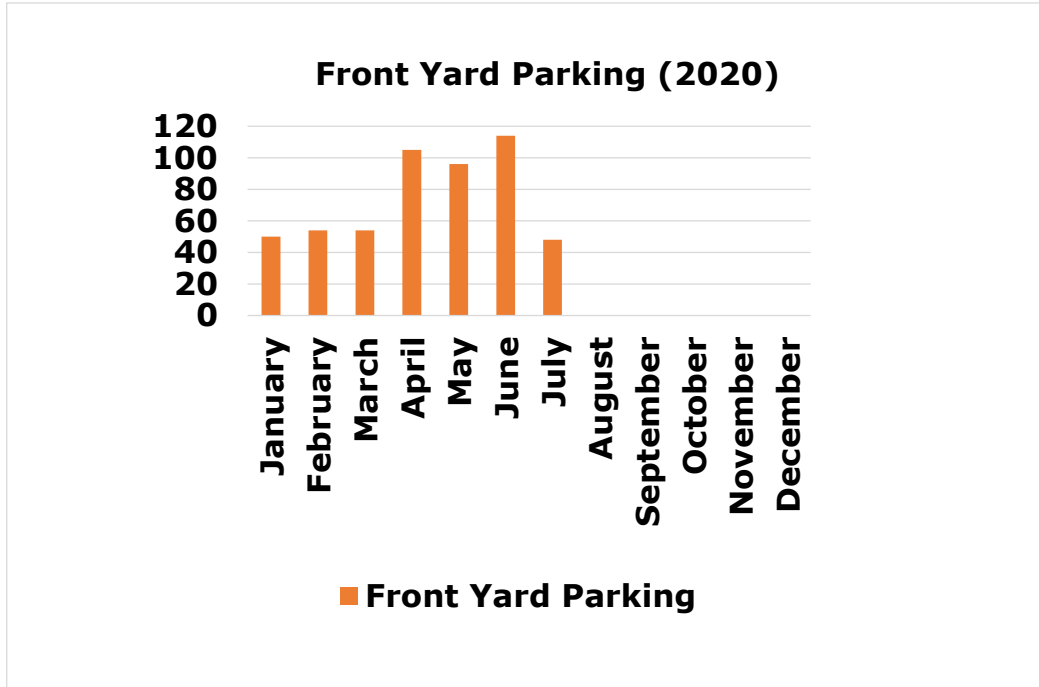 Front Yard Parking (2020)
120
100
80
60
40
20
0
January
February
March
April
May
June
July
August
September
October
November
December
Front Yard Parking